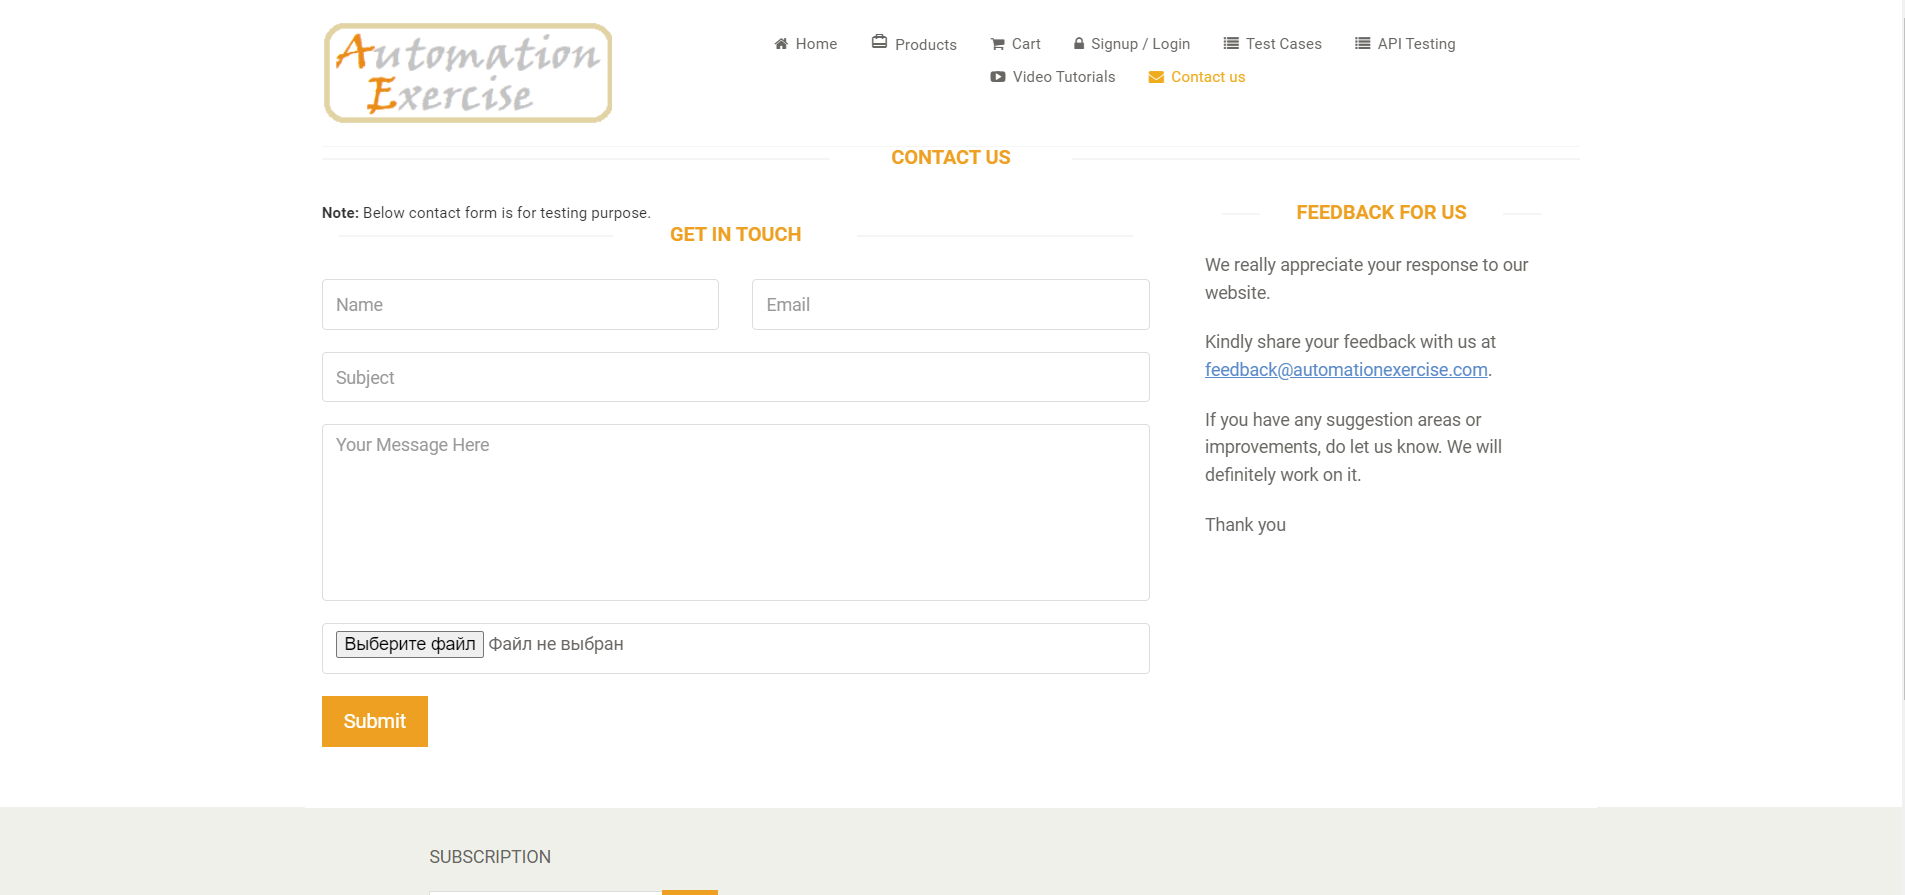 Automation
Exercise
Home Products Cart Signup / Login Test Cases API Testing
Video Tutorials Contact us
CONTACT US
Note: Below contact form is for testing purpose.
GET IN TOUCH
Name Email
Subject
Your Message Here
Выберите файл Файл не выбран
Submit
FEEDBACK FOR US
We really appreciate your response to our
website.
Kindly share your feedback with us at
feedback@automationexercise.com.
If you have any suggestion areas or
improvements, do let us know. We will
definitely work on it.
Thank you
SUBSCRIPTION